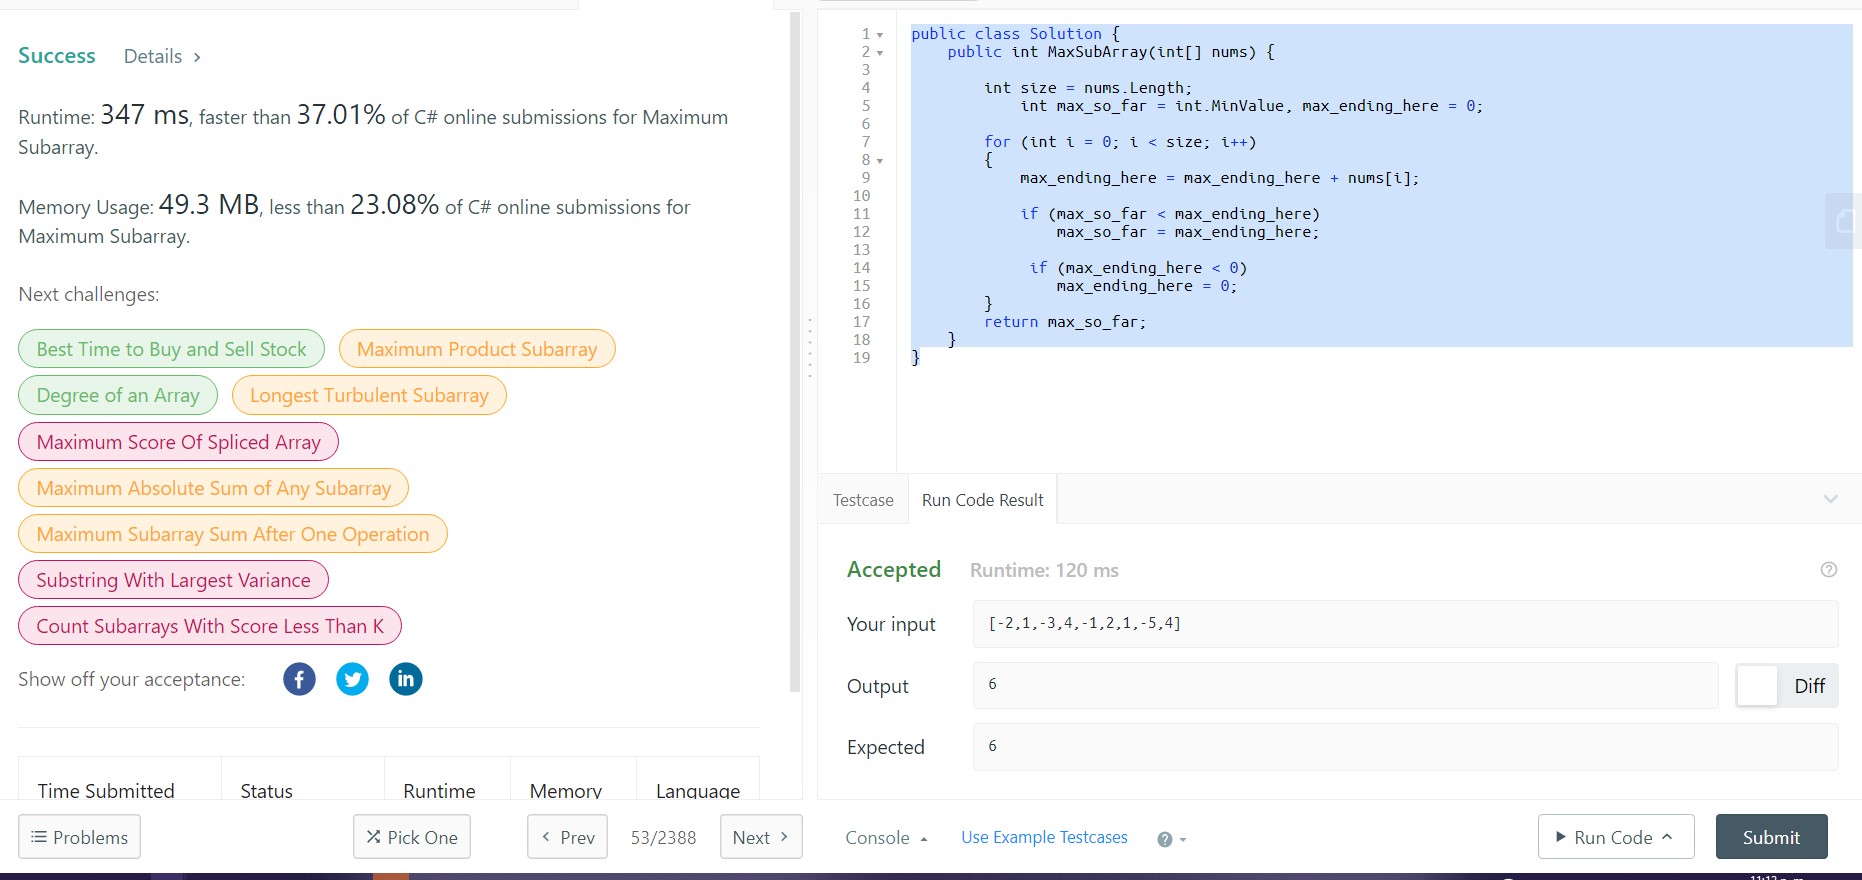 Success Details >
Runtime: 347 ms, faster than 37.01% of C# online submissions for Maximum
Subarray.
Memory Usage: 49.3 MB, less than 23.08% of C# online submissions for
Maximum Subarray.
Next challenges:
Best Time to Buy and Sell Stock
Maximum Product Subarray
Degree of an Array
Longest Turbulent Subarray
Maximum Score Of Spliced Array
Maximum Absolute Sum of Any Subarray
Maximum Subarray Sum After One Operation
Substring With Largest Variance
Count Subarrays With Score Less Than K
Show off your acceptance: f in
Time Submitted Status Runtime Memory Language
Problems Pick One < Prev 53/2388 Next >
1 public class Solution {
2     public int MaxSubArray(int[] nums) {
3
4         int size = nums.Length;
5             int max_so_far = int.MinValue, max_ending_here = 0;
6
7         for (int i = 0; i < size; i++)
8         {
9             max_ending_here = max_ending_here + nums[i];
10
11             if (max_so_far < max_ending_here)
12                 max_so_far = max_ending_here;
13
14              if (max_ending_here < 0)
15                 max_ending_here = 0;
16         }
17         return max_so_far;
18     }
19 }
Testcase Run Code Result
Accepted Runtime: 120 ms ?
Your input [-2,1,-3,4,-1,2,1,-5,4]
Output 6 Diff
Expected 6
Console Use Example Testcases ? Run Code Submit